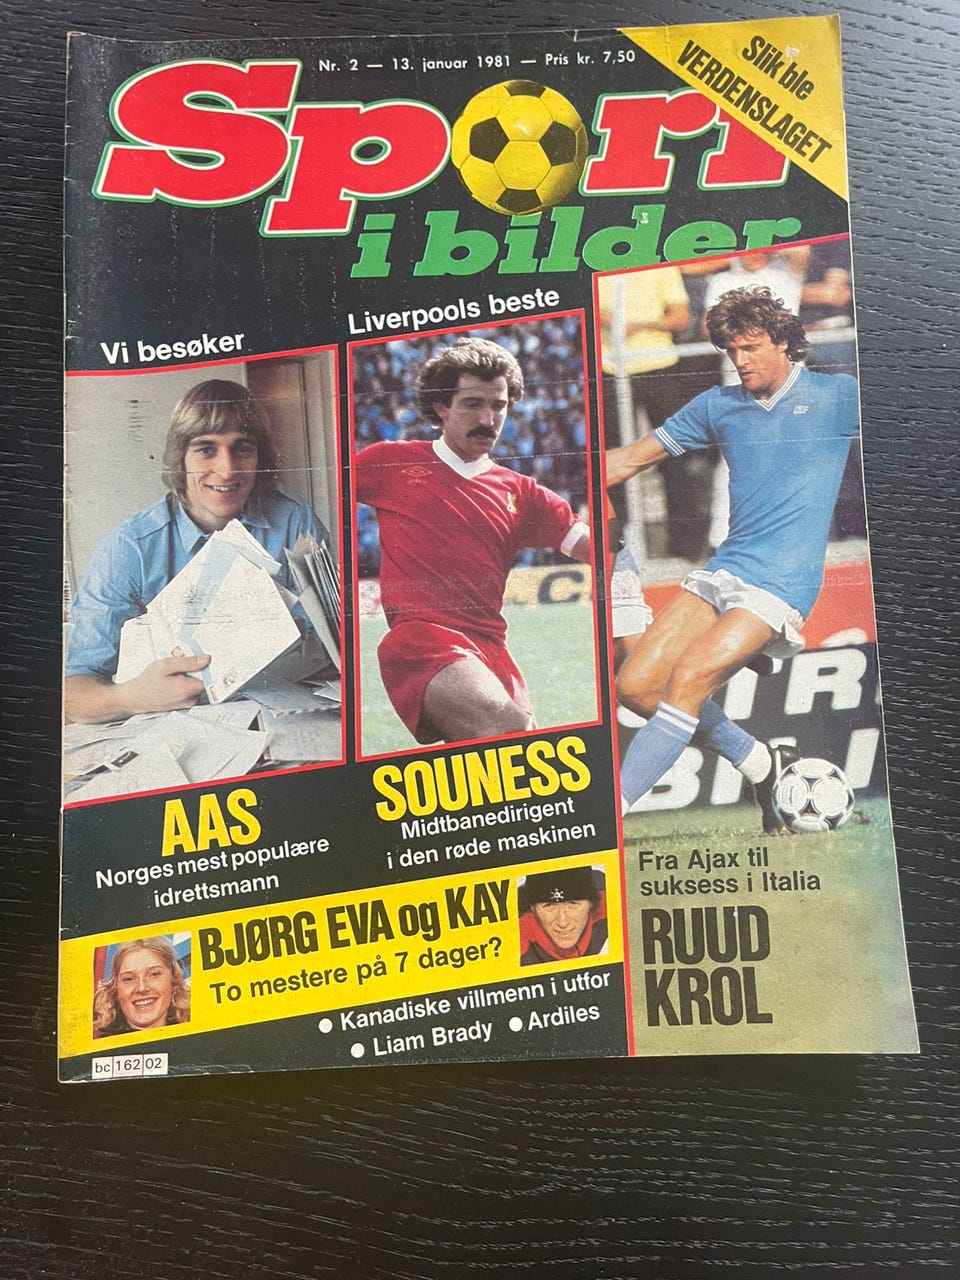 Nr. 2 — 13. januar 1981 — Pris kr. 7,50
Slik ble
VERDENSLAGET
Sport
i bilder
Vi besøker
Liverpools beste
AAS
Norges mest populære
idrettsmann
SOUNESS
Midtbanedirigent
i den røde maskinen
Fra Ajax til
suksess i Italia
RUUD
KROL
BJØRG EVA og KAY
To mestere på 7 dager?
● Kanadiske villmenn i utfor
● Liam Brady ● Ardiles
bc 162 02